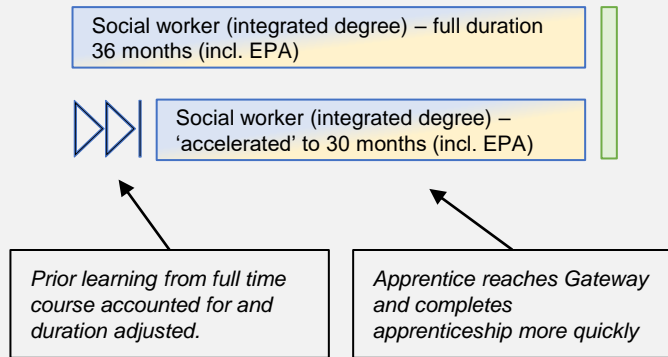 Social worker (integrated degree) – full duration
36 months (incl. EPA)
Social worker (integrated degree) –
‘accelerated’ to 30 months (incl. EPA)
Prior learning from full time
course accounted for and
duration adjusted.
Apprentice reaches Gateway
and completes
apprenticeship more quickly